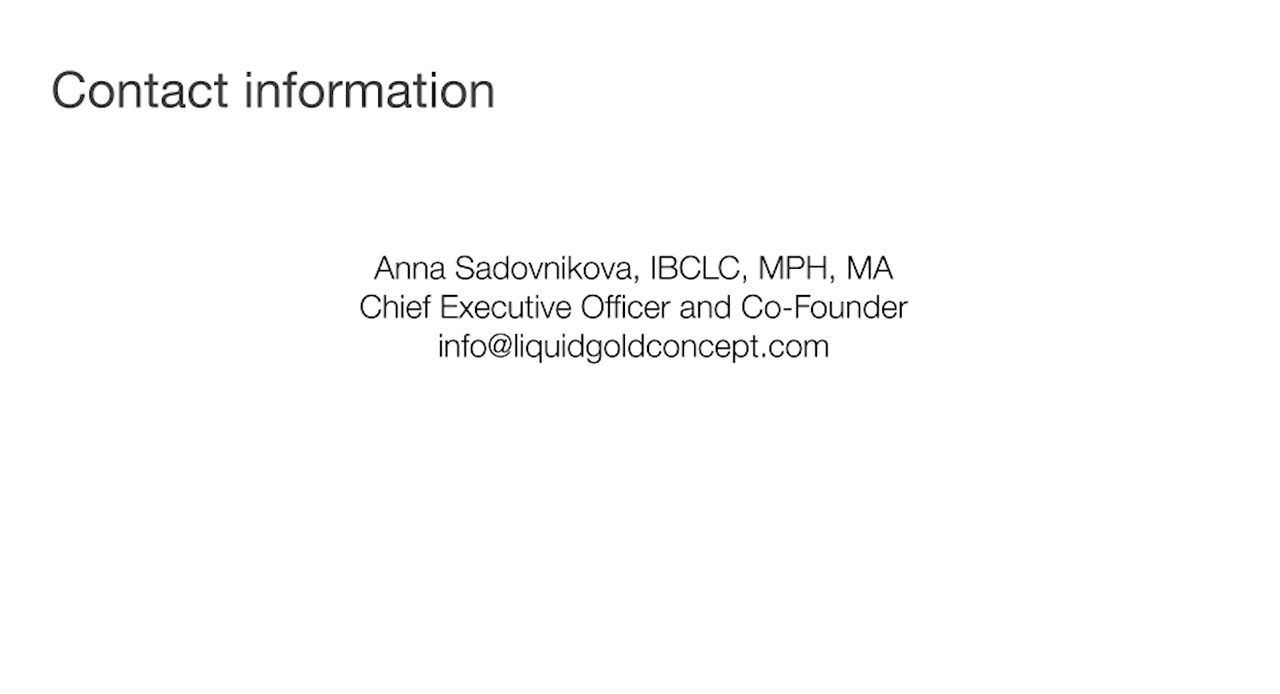 Contact information
Anna Sadovnikova, IBCLC, MPH, MA
Chief Executive Officer and Co-Founder
info@liquidgoldconcept.com